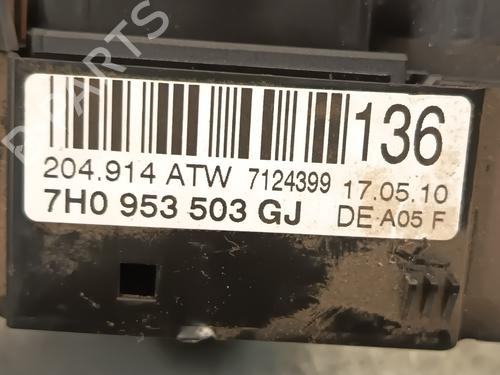 136
204.914 ATW 7124399 17.05.10
7H0 953 503 GJ DE A05 F